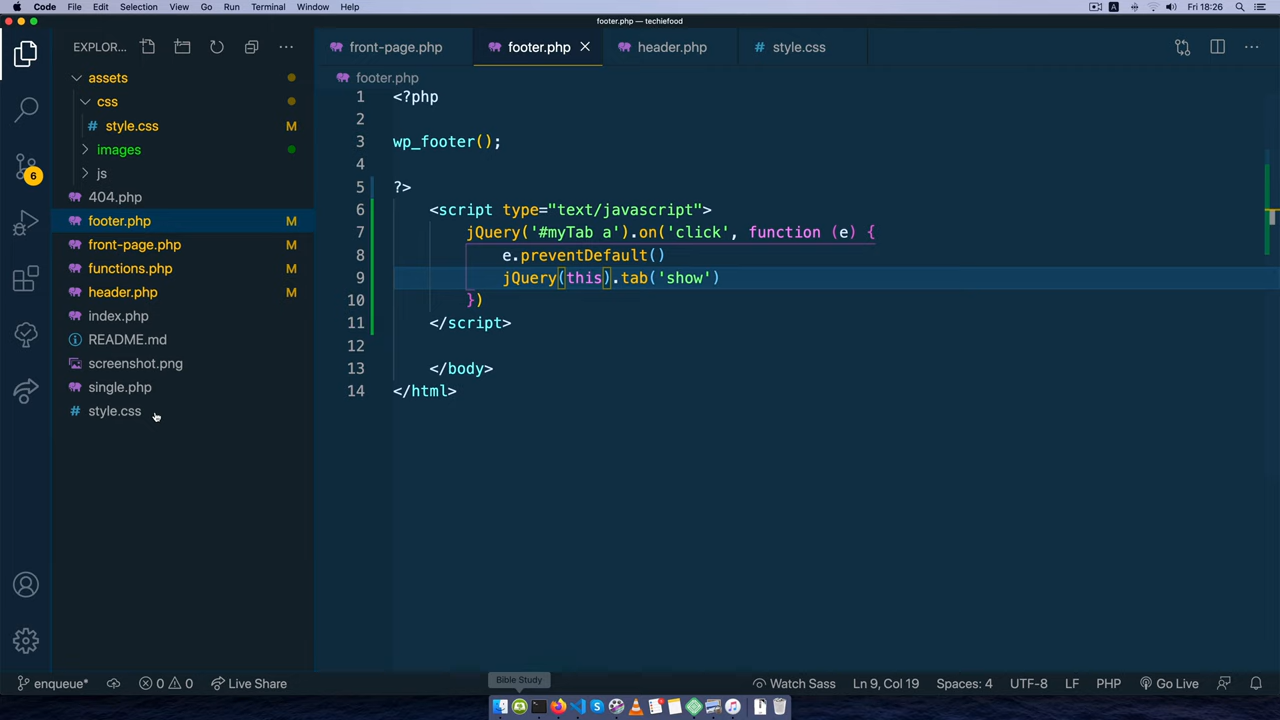 Code File Edit Selection View Go Run Terminal Window Help A Fri 18:26
footer.php — techiefood
EXPLOR...
front-page.php footer.php header.php style.css
footer.php
assets
css
style.css M
images
js
404.php
footer.php M
front-page.php M
functions.php M
header.php M
index.php
README.md
screenshot.png
single.php
style.css
6
1 <?php
2
3 wp_footer();
4
5 ?>
6 <script type="text/javascript">
7 jQuery('#myTab a').on('click', function (e) {
8 e.preventDefault()
9 jQuery(this).tab('show')
10 })
11 </script>
12
13 </body>
14 </html>
Bible Study
enqueue* 0 0 Live Share Watch Sass Ln 9, Col 19 Spaces: 4 UTF-8 LF PHP Go Live